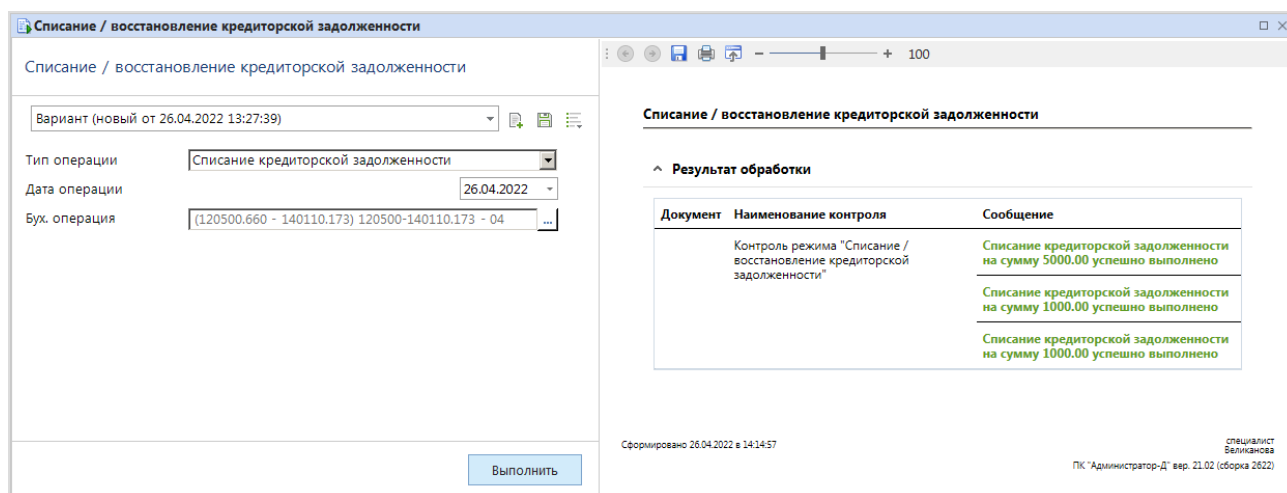 Списание / восстановление кредиторской задолженности
Списание / восстановление кредиторской задолженности
Вариант (новый от 26.04.2022 13:27:39)
Тип операции
Списание кредиторской задолженности
Дата операции
26.04.2022
Бух. операция
(120500.660 - 140110.173) 120500-140110.173 - 04
...
Выполнить
- + 100
Списание / восстановление кредиторской задолженности
Результат обработки
Документ Наименование контроля Сообщение
Контроль режима "Списание /
восстановление кредиторской
задолженности"
Списание кредиторской задолженности
на сумму 5000.00 успешно выполнено
Списание кредиторской задолженности
на сумму 1000.00 успешно выполнено
Списание кредиторской задолженности
на сумму 1000.00 успешно выполнено
Сформировано 26.04.2022 в 14:14:57
специалист
Великанова
ПК "Администратор-Д" вер. 21.02 (сборка 2622)